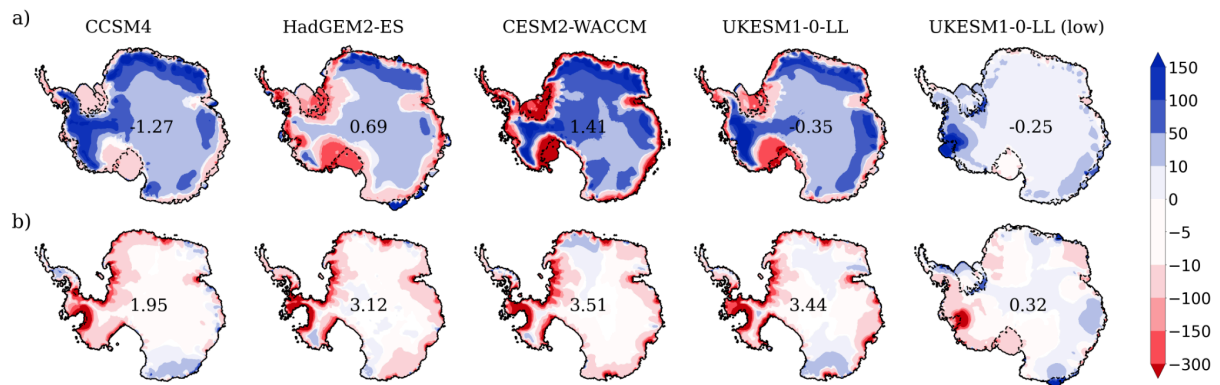 a)
CCSM4 HadGEM2-ES CESM2-WACCM UKESM1-0-LL UKESM1-0-LL (low)
-1.27 0.69 1.41 -0.35 -0.25
b)
1.95 3.12 3.51 3.44 0.32
150
100
50
10
0
−5
−10
−100
−150
−300